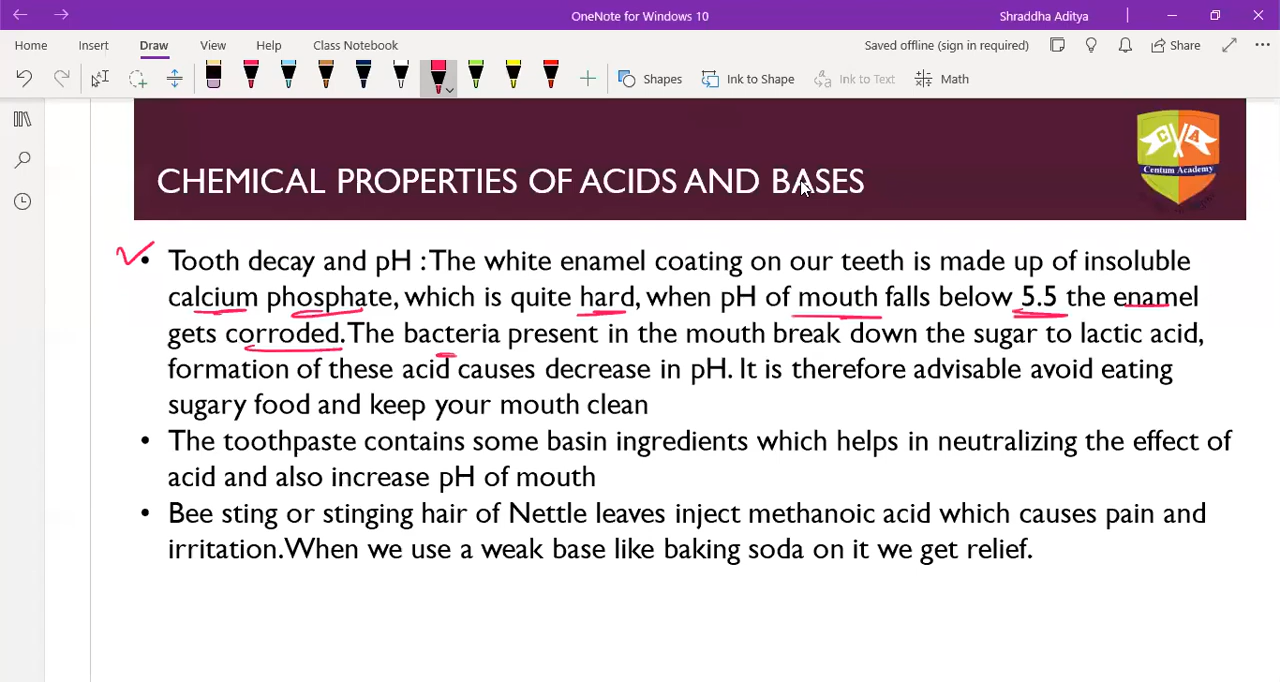 OneNote for Windows 10
Shraddha Aditya
Home Insert Draw View Help Class Notebook
Saved offline (sign in required) Share
Shapes Ink to Shape Ink to Text Math
CHEMICAL PROPERTIES OF ACIDS AND BASES
C A
Centum Academy
• Tooth decay and pH : The white enamel coating on our teeth is made up of insoluble
calcium phosphate, which is quite hard, when pH of mouth falls below 5.5 the enamel
gets corroded. The bacteria present in the mouth break down the sugar to lactic acid,
formation of these acid causes decrease in pH. It is therefore advisable avoid eating
sugary food and keep your mouth clean
• The toothpaste contains some basin ingredients which helps in neutralizing the effect of
acid and also increase pH of mouth
• Bee sting or stinging hair of Nettle leaves inject methanoic acid which causes pain and
irritation. When we use a weak base like baking soda on it we get relief.